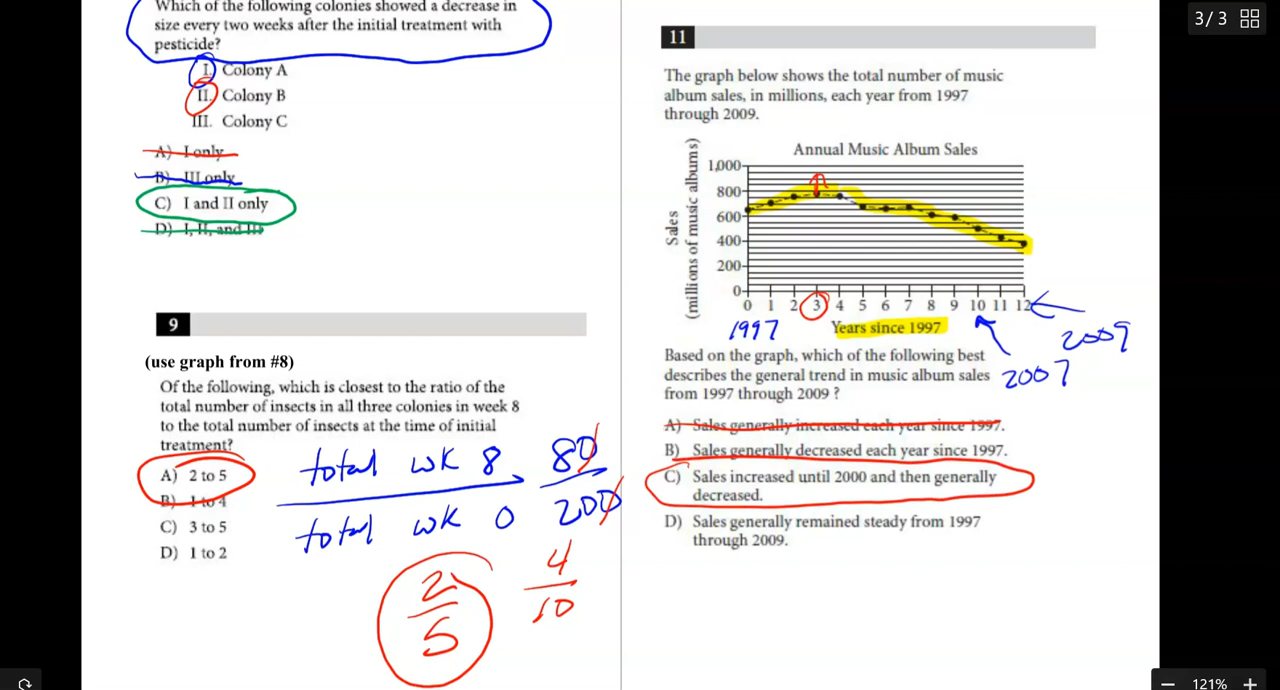 Which of the following colonies showed a decrease in
size every two weeks after the initial treatment with
pesticide?
I. Colony A
II. Colony B
III. Colony C
A) I only
B) III only
C) I and II only
D) I, II, and III
9
(use graph from #8)
Of the following, which is closest to the ratio of the
total number of insects in all three colonies in week 8
to the total number of insects at the time of initial
treatment?
A) 2 to 5
B) 1 to 4
C) 3 to 5
D) 1 to 2
total wk 8 80
total wk 0 200
4
10
2
5
3/3
11
The graph below shows the total number of music
album sales, in millions, each year from 1997
through 2009.
Annual Music Album Sales
Sales
(millions of music albums)
1,000
800
600
400
200
0
0 1 2 3 4 5 6 7 8 9 10 11 12
1997 Years since 1997 2009
2007
Based on the graph, which of the following best
describes the general trend in music album sales
from 1997 through 2009 ?
A) Sales generally increased each year since 1997.
B) Sales generally decreased each year since 1997.
C) Sales increased until 2000 and then generally
decreased.
D) Sales generally remained steady from 1997
through 2009.
121%